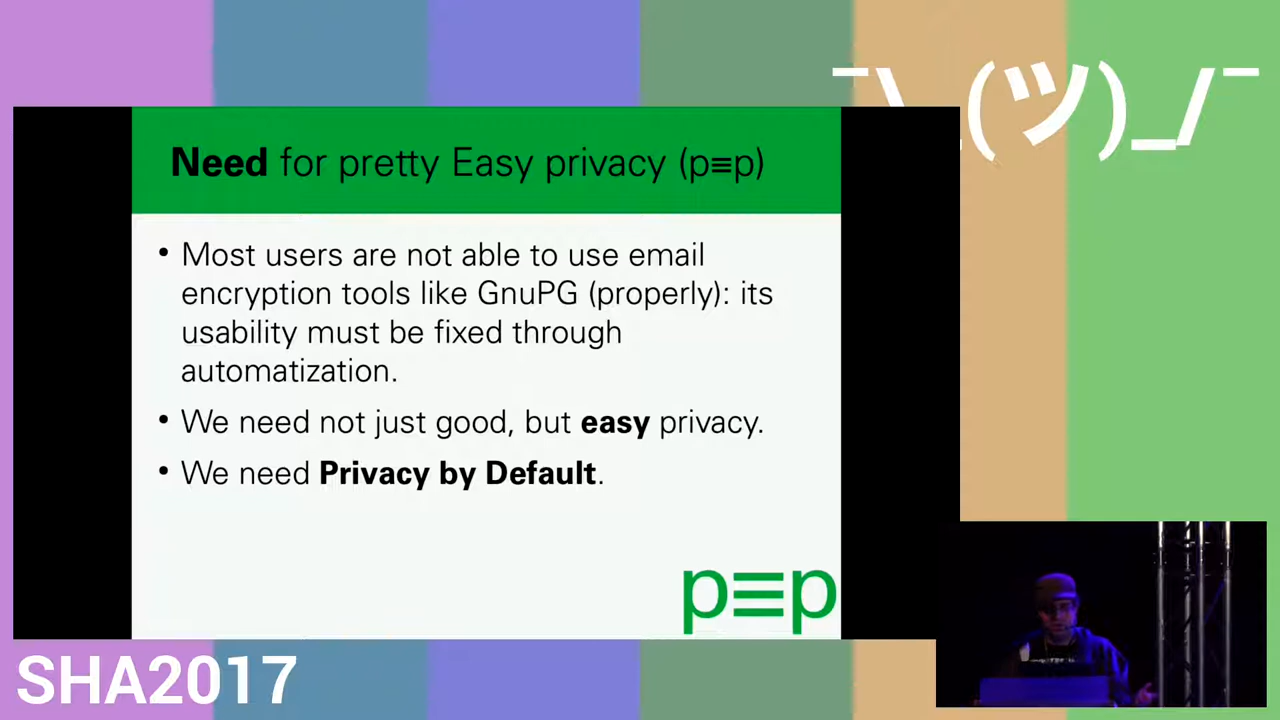 ¯\_(ツ)_/¯
Need for pretty Easy privacy (p≡p)
• Most users are not able to use email
encryption tools like GnuPG (properly): its
usability must be fixed through
automatization.
• We need not just good, but easy privacy.
• We need Privacy by Default.
p≡p
SHA2017